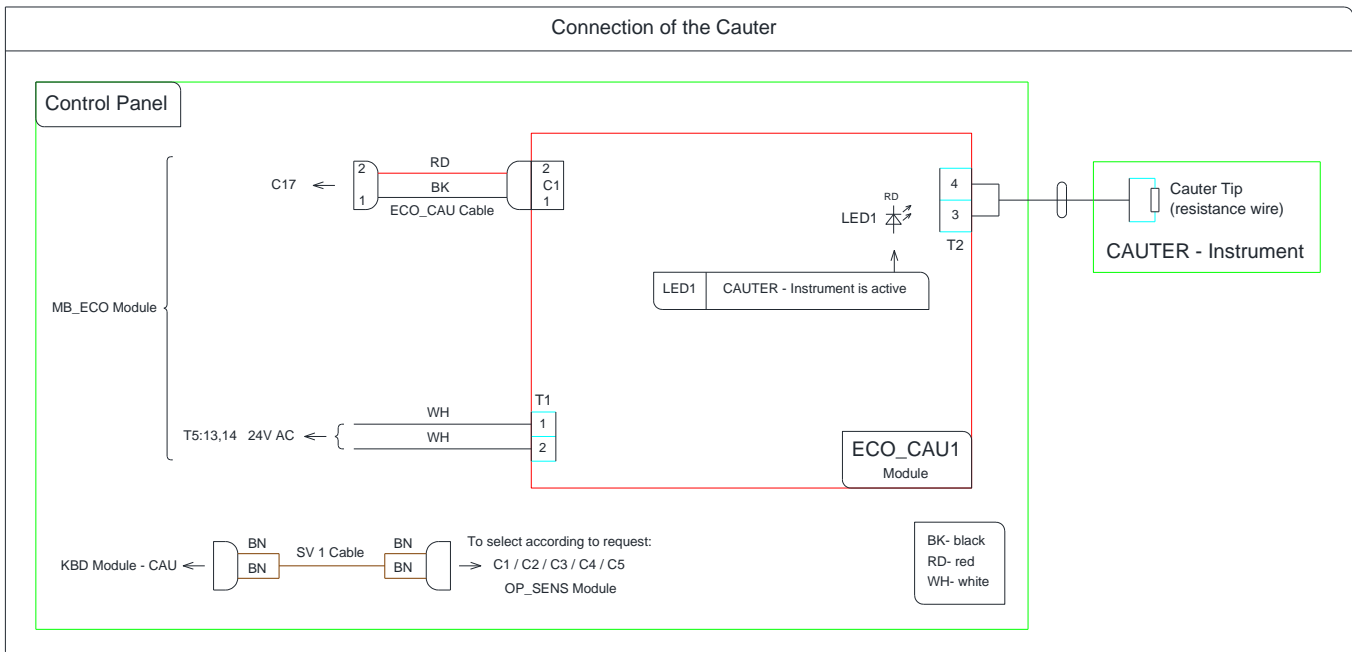 Connection of the Cauter
Control Panel
C17
2
1
RD
BK
ECO_CAU Cable
2
C1
1
RD
LED1
4
3
T2
Cauter Tip
(resistance wire)
CAUTER - Instrument
LED1 CAUTER - Instrument is active
MB_ECO Module
T5:13,14 24V AC
WH
WH
T1
1
2
ECO_CAU1
Module
KBD Module - CAU
BN
BN
SV 1 Cable
BN
BN
To select according to request:
C1 / C2 / C3 / C4 / C5
OP_SENS Module
BK- black
RD- red
WH- white